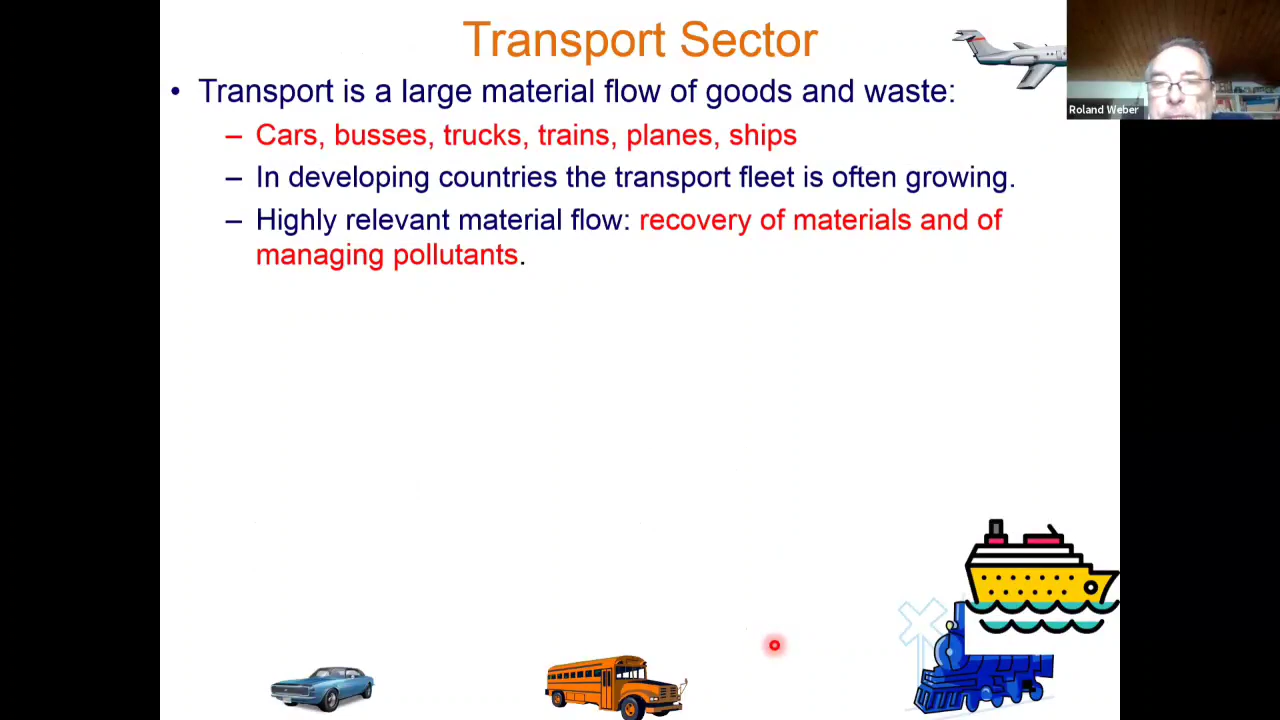 Transport Sector
• Transport is a large material flow of goods and waste:
– Cars, busses, trucks, trains, planes, ships
– In developing countries the transport fleet is often growing.
– Highly relevant material flow: recovery of materials and of
managing pollutants.
Roland Weber